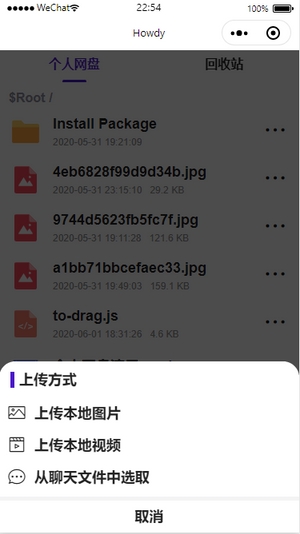 ●●●●● WeChat 22:54 100%
Howdy
个人网盘 回收站
$Root /
Install Package
2020-05-31 19:21:09
4eb6828f99d9d34b.jpg
2020-05-31 23:15:10 29.2 KB
9744d5623fb5fc7f.jpg
2020-05-31 19:11:28 121.6 KB
a1bb71bbcefaec33.jpg
2020-05-31 19:49:03 159.1 KB
to-drag.js
2020-06-01 18:31:26 3.6 KB
上传方式
上传本地图片
上传本地视频
从聊天文件中选取
取消